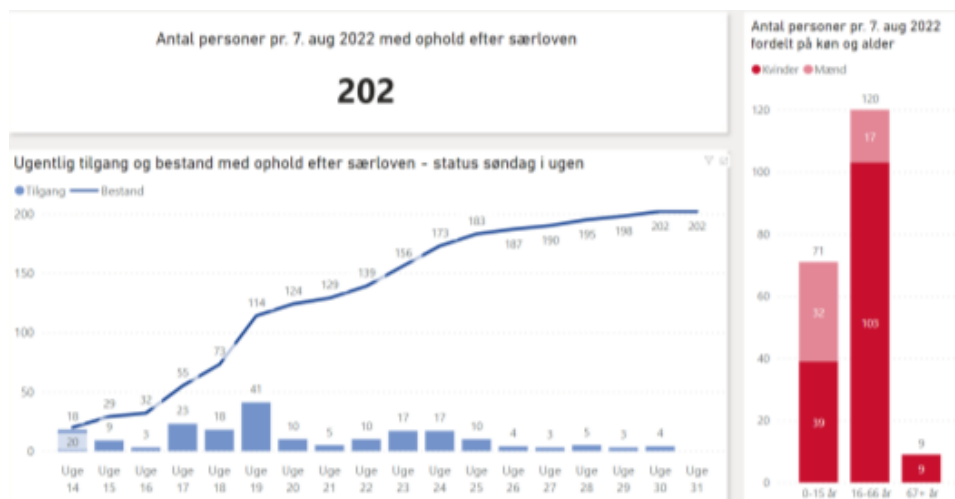 Antal personer pr. 7. aug 2022 med ophold efter særloven
202
Ugentlig tilgang og bestand med ophold efter særloven - status søndag i ugen
Tilgang Bestand
200
150
100
50
0
18 29 32 55 73 114 124 129 139 156 173 183 187 190 195 198 202 202
20 9 3 23 18 41 10 5 10 17 17 10 4 3 5 3 4
Uge Uge Uge Uge Uge Uge Uge Uge Uge Uge Uge Uge Uge Uge Uge Uge Uge Uge
14 15 16 17 18 19 20 21 22 23 24 25 26 27 28 29 30 31
Antal personer pr. 7. aug 2022
fordelt på køn og alder
Kvinder Mænd
120
100
80
60
40
20
0
71 120 9
32 17
39 103 9
0-15 år 16-66 år 67+ år